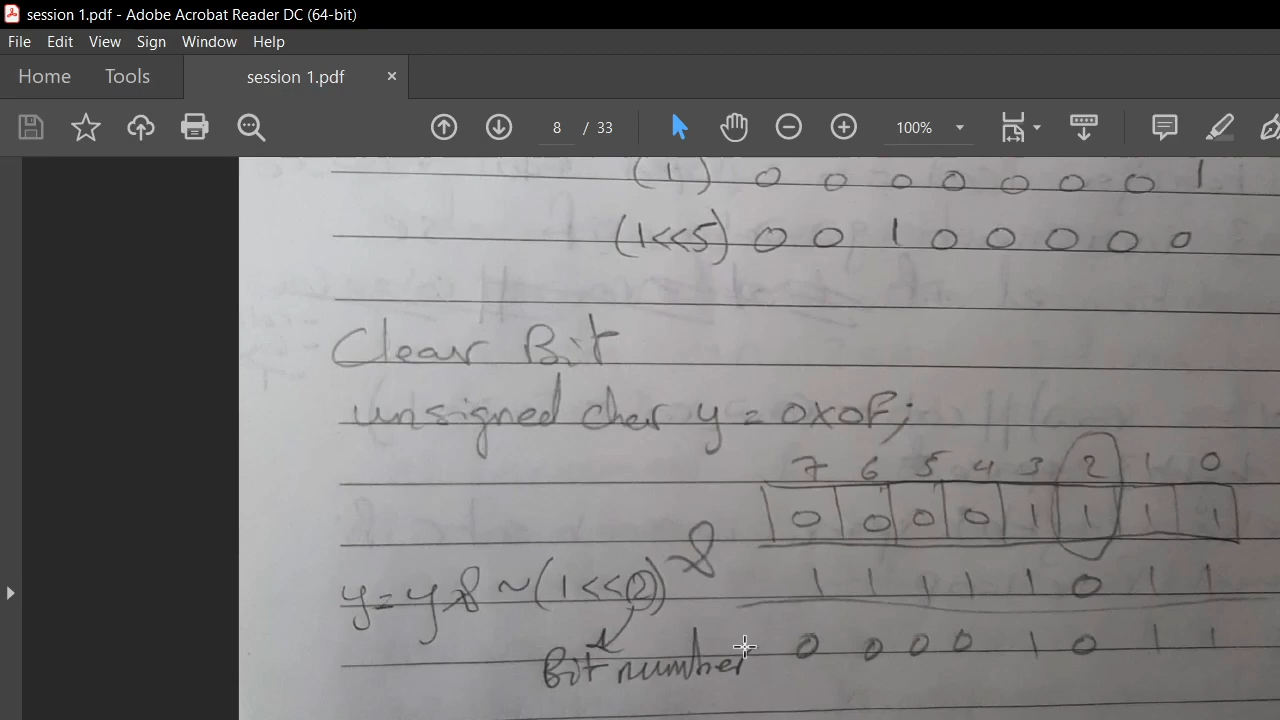 session 1.pdf - Adobe Acrobat Reader DC (64-bit)
File Edit View Sign Window Help
Home Tools session 1.pdf ×
8 / 33 100%
(1) 0 0 0 0 0 0 0 1
(1<<5) 0 0 1 0 0 0 0 0
Clear Bit
unsigned char y = 0x0F;
7 6 5 4 3 2 1 0
0 0 0 0 1 1 1 1
y = y & ~(1<<2) & 1 1 1 1 1 0 1 1
Bit number 0 0 0 0 1 0 1 1